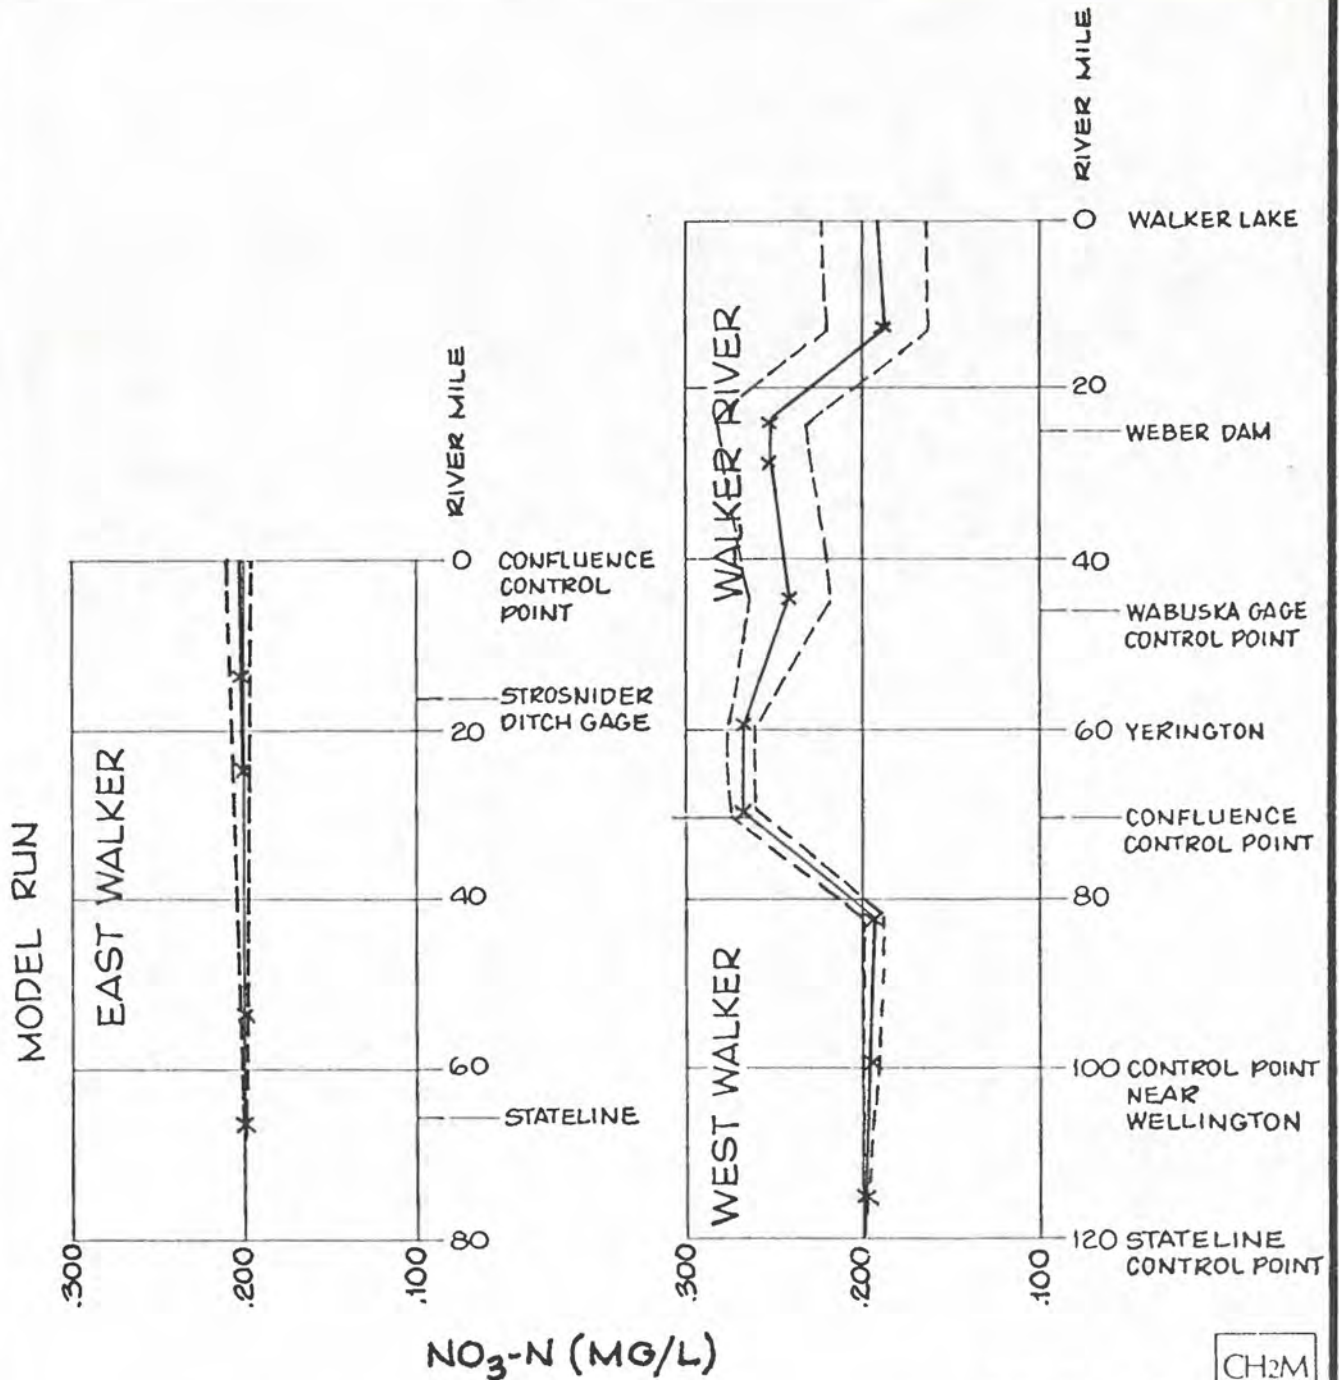 MODEL RUN
EAST WALKER
RIVER MILE
0
CONFLUENCE
CONTROL
POINT
STROSNIDER
DITCH GAGE
20
40
60
STATELINE
80
.300
.200
.100
RIVER MILE
WALKER RIVER
WEST WALKER
0 WALKER LAKE
20
WEBER DAM
40
WABUSKA GAGE
CONTROL POINT
60 YERINGTON
CONFLUENCE
CONTROL POINT
80
100 CONTROL POINT
NEAR
WELLINGTON
120 STATELINE
CONTROL POINT
.300
.200
.100
NO₃-N (MG/L)
CH2M